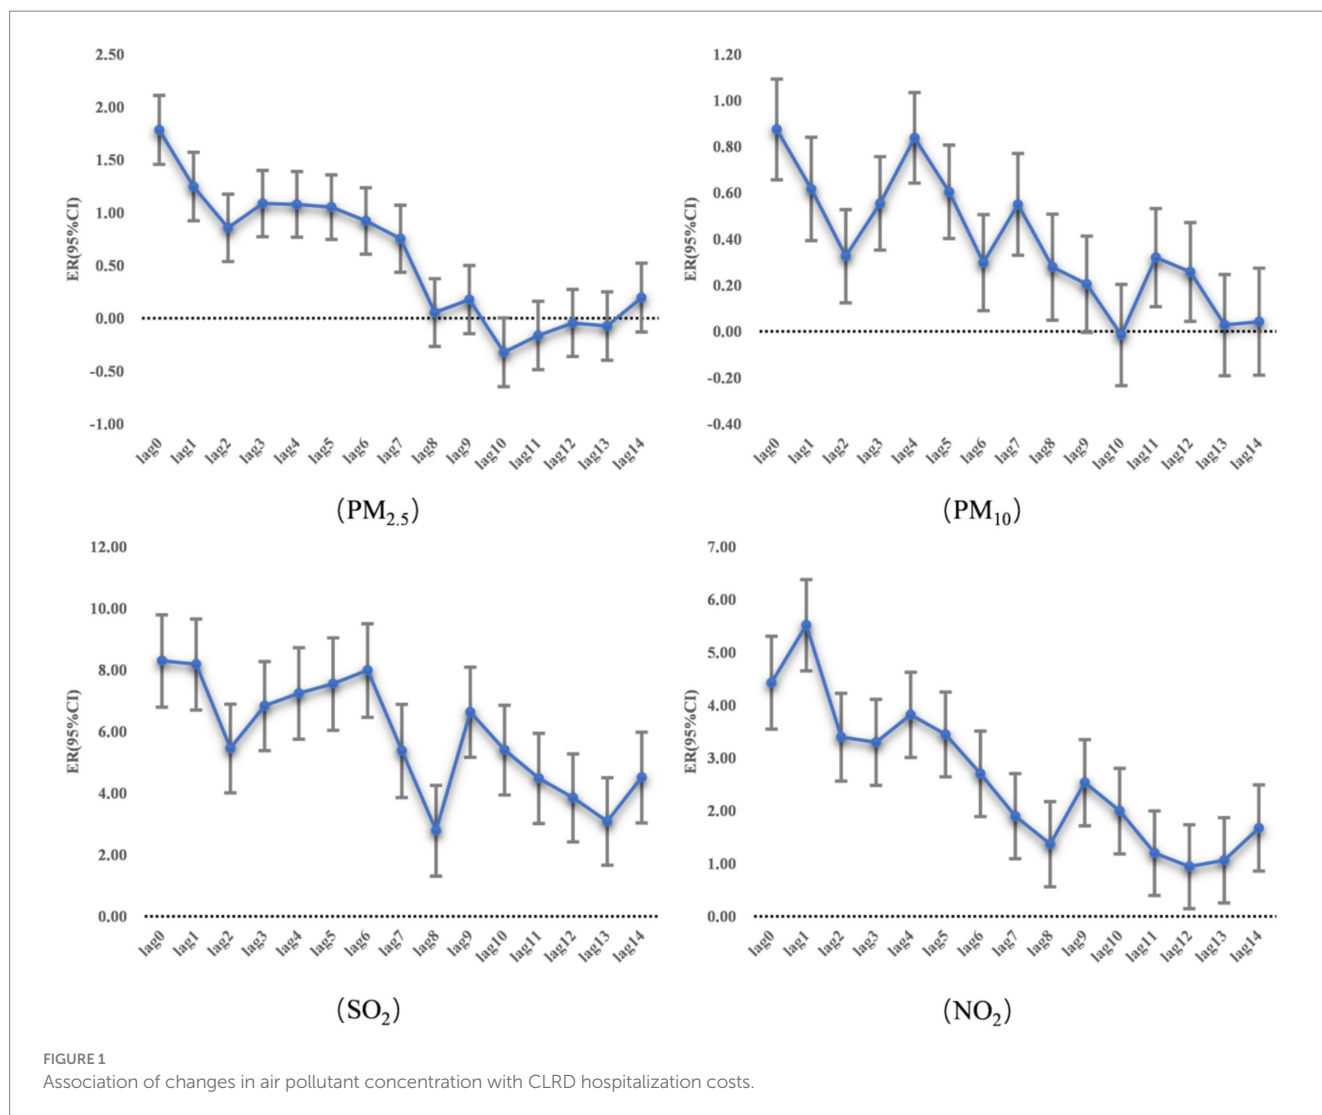 2.50
2.00
1.50
1.00
0.50
0.00
-0.50
-1.00
ER(95%CI)
lag0 lag1 lag2 lag3 lag4 lag5 lag6 lag7 lag8 lag9 lag10 lag11 lag12 lag13 lag14
(PM2.5)
1.20
1.00
0.80
0.60
0.40
0.20
0.00
-0.20
-0.40
ER(95%CI)
lag0 lag1 lag2 lag3 lag4 lag5 lag6 lag7 lag8 lag9 lag10 lag11 lag12 lag13 lag14
(PM10)
12.00
10.00
8.00
6.00
4.00
2.00
0.00
ER(95%CI)
lag0 lag1 lag2 lag3 lag4 lag5 lag6 lag7 lag8 lag9 lag10 lag11 lag12 lag13 lag14
(SO2)
7.00
6.00
5.00
4.00
3.00
2.00
1.00
0.00
ER(95%CI)
lag0 lag1 lag2 lag3 lag4 lag5 lag6 lag7 lag8 lag9 lag10 lag11 lag12 lag13 lag14
(NO2)
FIGURE 1
Association of changes in air pollutant concentration with CLRD hospitalization costs.